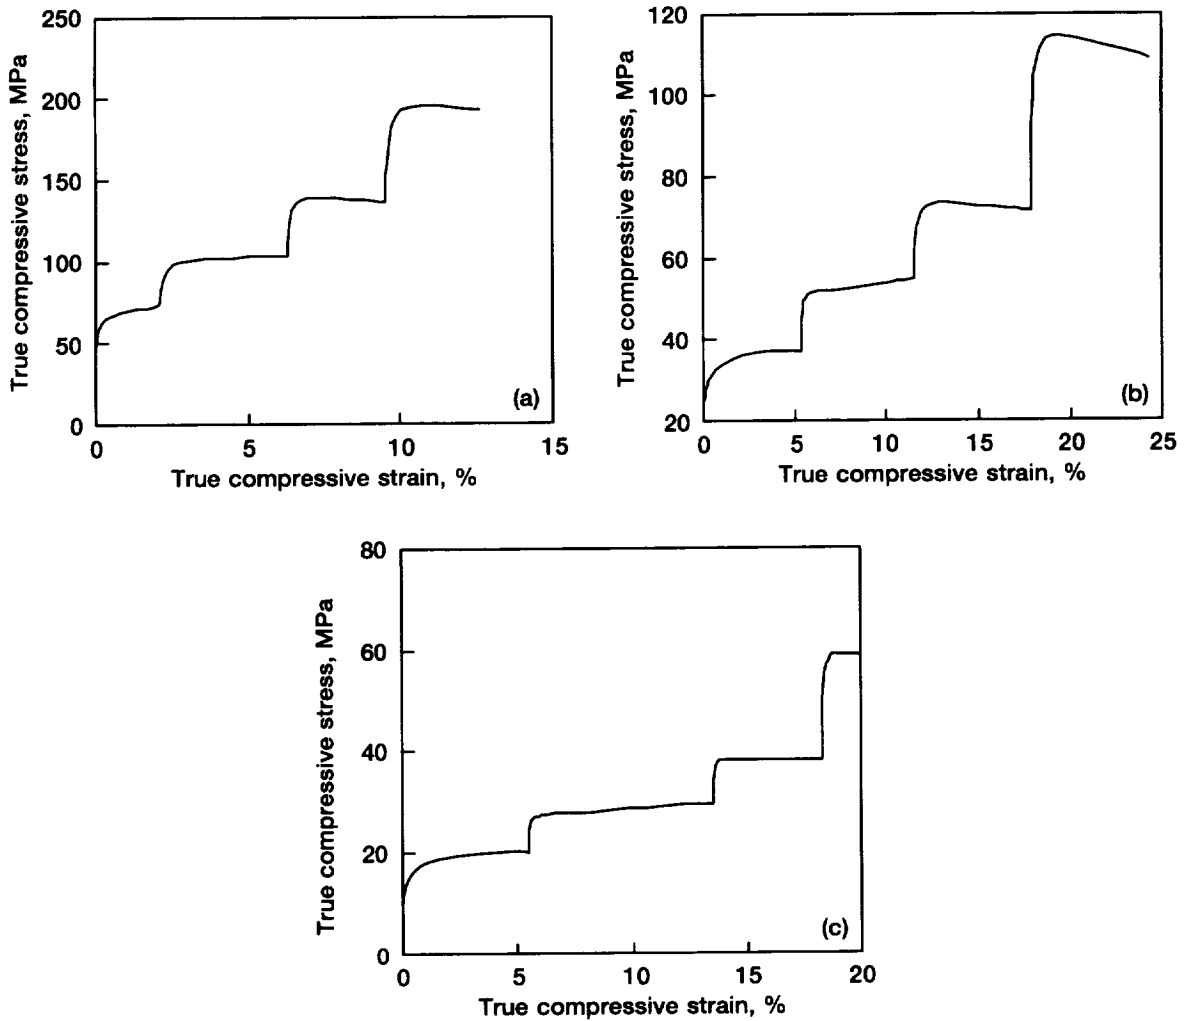 250
200
150
100
50
0
True compressive stress, MPa
(a)
0 5 10 15
True compressive strain, %
120
100
80
60
40
20
True compressive stress, MPa
(b)
0 5 10 15 20 25
True compressive strain, %
80
60
40
20
0
True compressive stress, MPa
(c)
0 5 10 15 20
True compressive strain, %